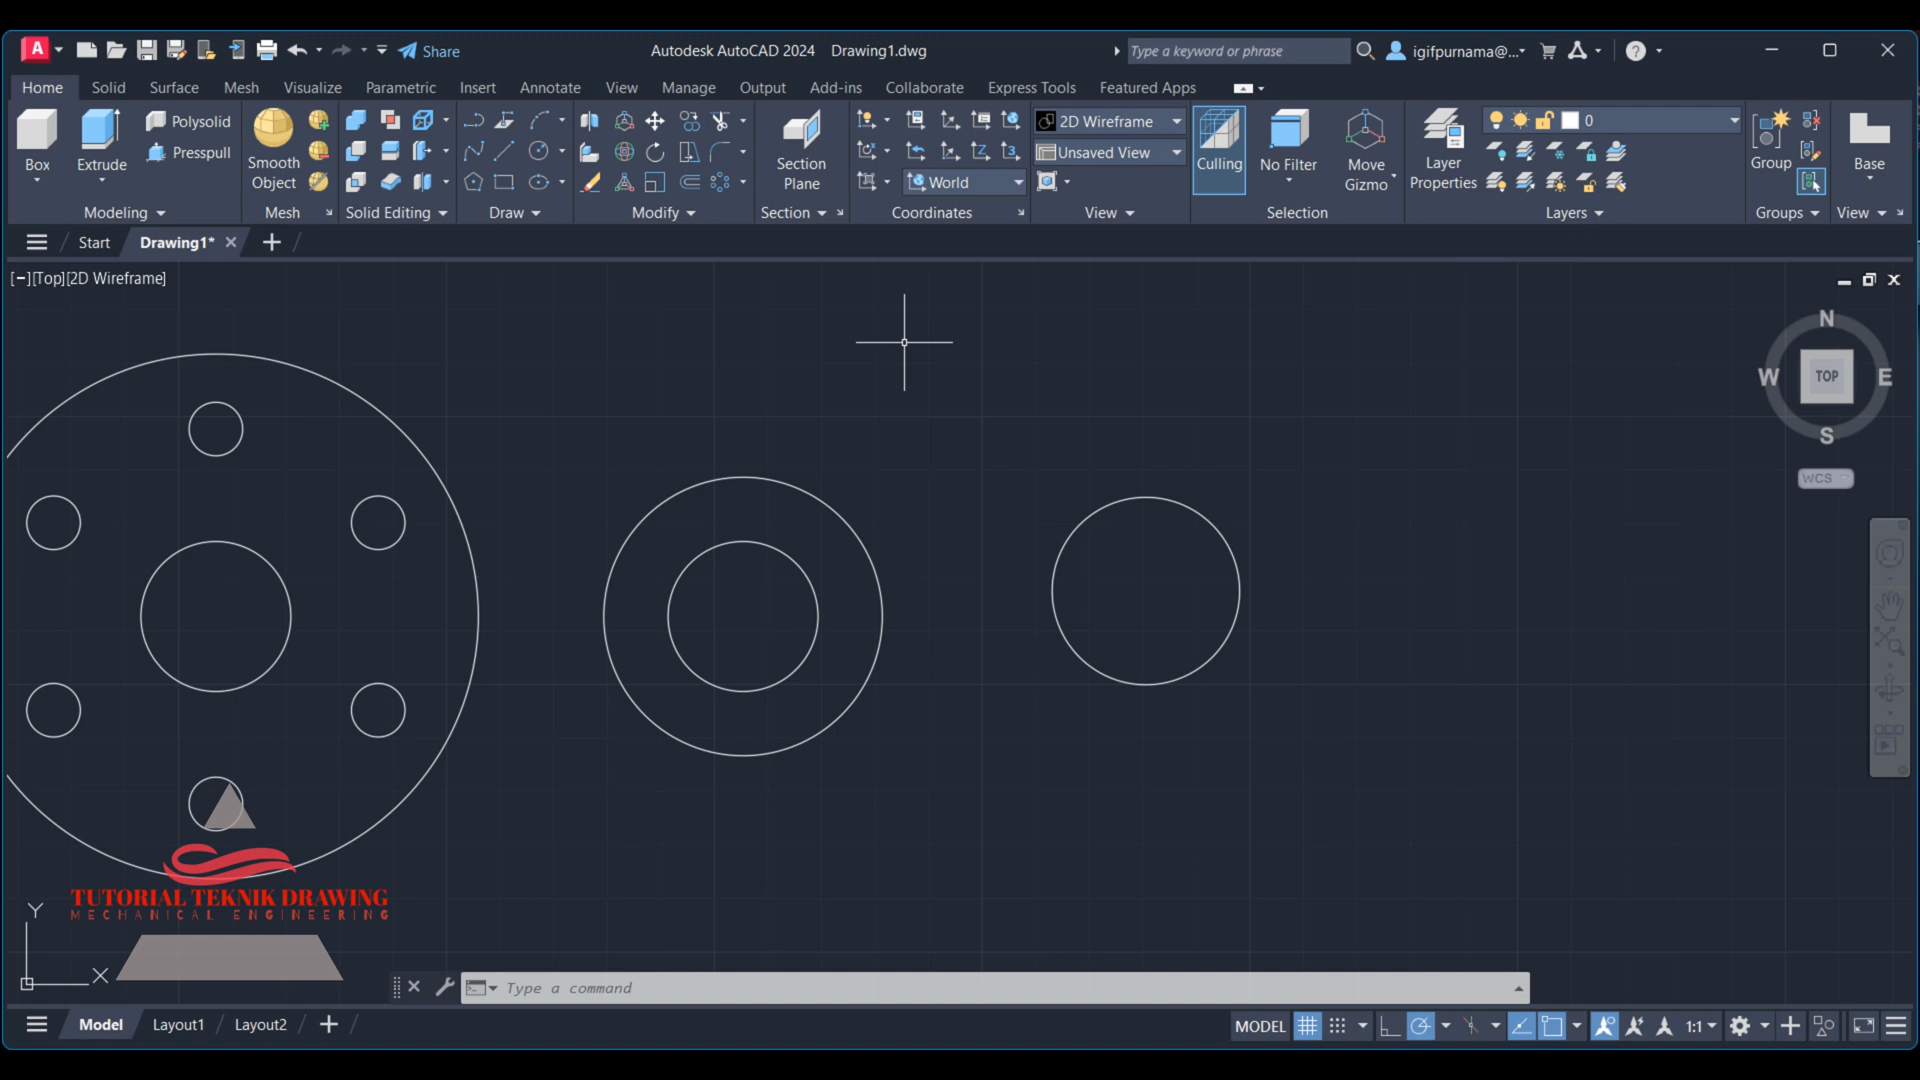 A Share Autodesk AutoCAD 2024 Drawing1.dwg Type a keyword or phrase igifpurnama@... ?
Home Solid Surface Mesh Visualize Parametric Insert Annotate View Manage Output Add-ins Collaborate Express Tools Featured Apps
Polysolid 2D Wireframe 0
Presspull Unsaved View
Box Extrude Smooth Object Section Plane World Culling No Filter Move Gizmo Layer Properties Group Base
Modeling Mesh Solid Editing Draw Modify Section Coordinates View Selection Layers Groups View
Start Drawing1*
[−][Top][2D Wireframe]
N
W TOP E
S
WCS
TUTORIAL TEKNIK DRAWING
MECHANICAL ENGINEERING
Y
X
Type a command
Model Layout1 Layout2 MODEL 1:1